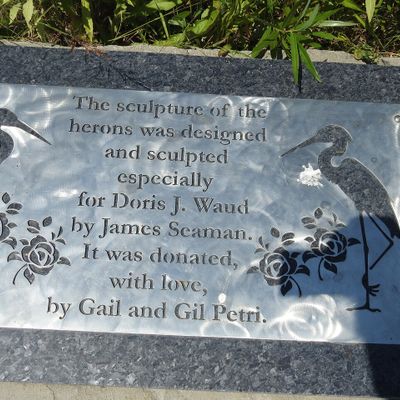 The sculpture of the
herons was designed
and sculpted
especially
for Doris J. Waud
by James Seaman.
It was donated,
with love,
by Gail and Gil Petri.